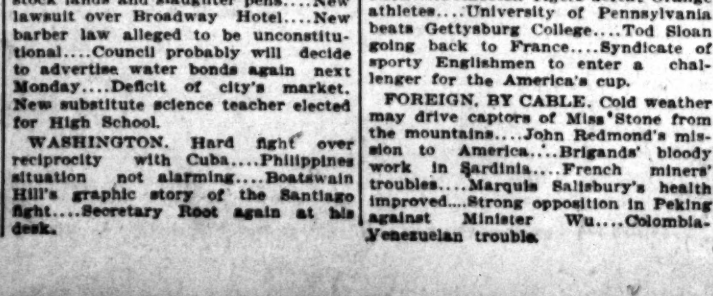 stock lands and slaughter pens....New
lawsuit over Broadway Hotel....New
barber law alleged to be unconstitu-
tional....Council probably will decide
to advertise water bonds again next
Monday....Deficit of city's market.
New substitute science teacher elected
for High School.
WASHINGTON. Hard fight over
reciprocity with Cuba....Philippines
situation not alarming....Boatswain
Hill's graphic story of the Santiago
fight....Secretary Root again at his
desk.
athletes....University of Pennsylvania
beats Gettysburg College....Tod Sloan
going back to France....Syndicate of
sporty Englishmen to enter a chal-
lenger for the America's cup.
FOREIGN, BY CABLE. Cold weather
may drive captors of Miss Stone from
the mountains....John Redmond's mis-
sion to America....Brigands' bloody
work in Sardinia....French miners'
troubles....Marquis Salisbury's health
improved....Strong opposition in Peking
against Minister Wu....Colombia-
Venezuelan trouble.